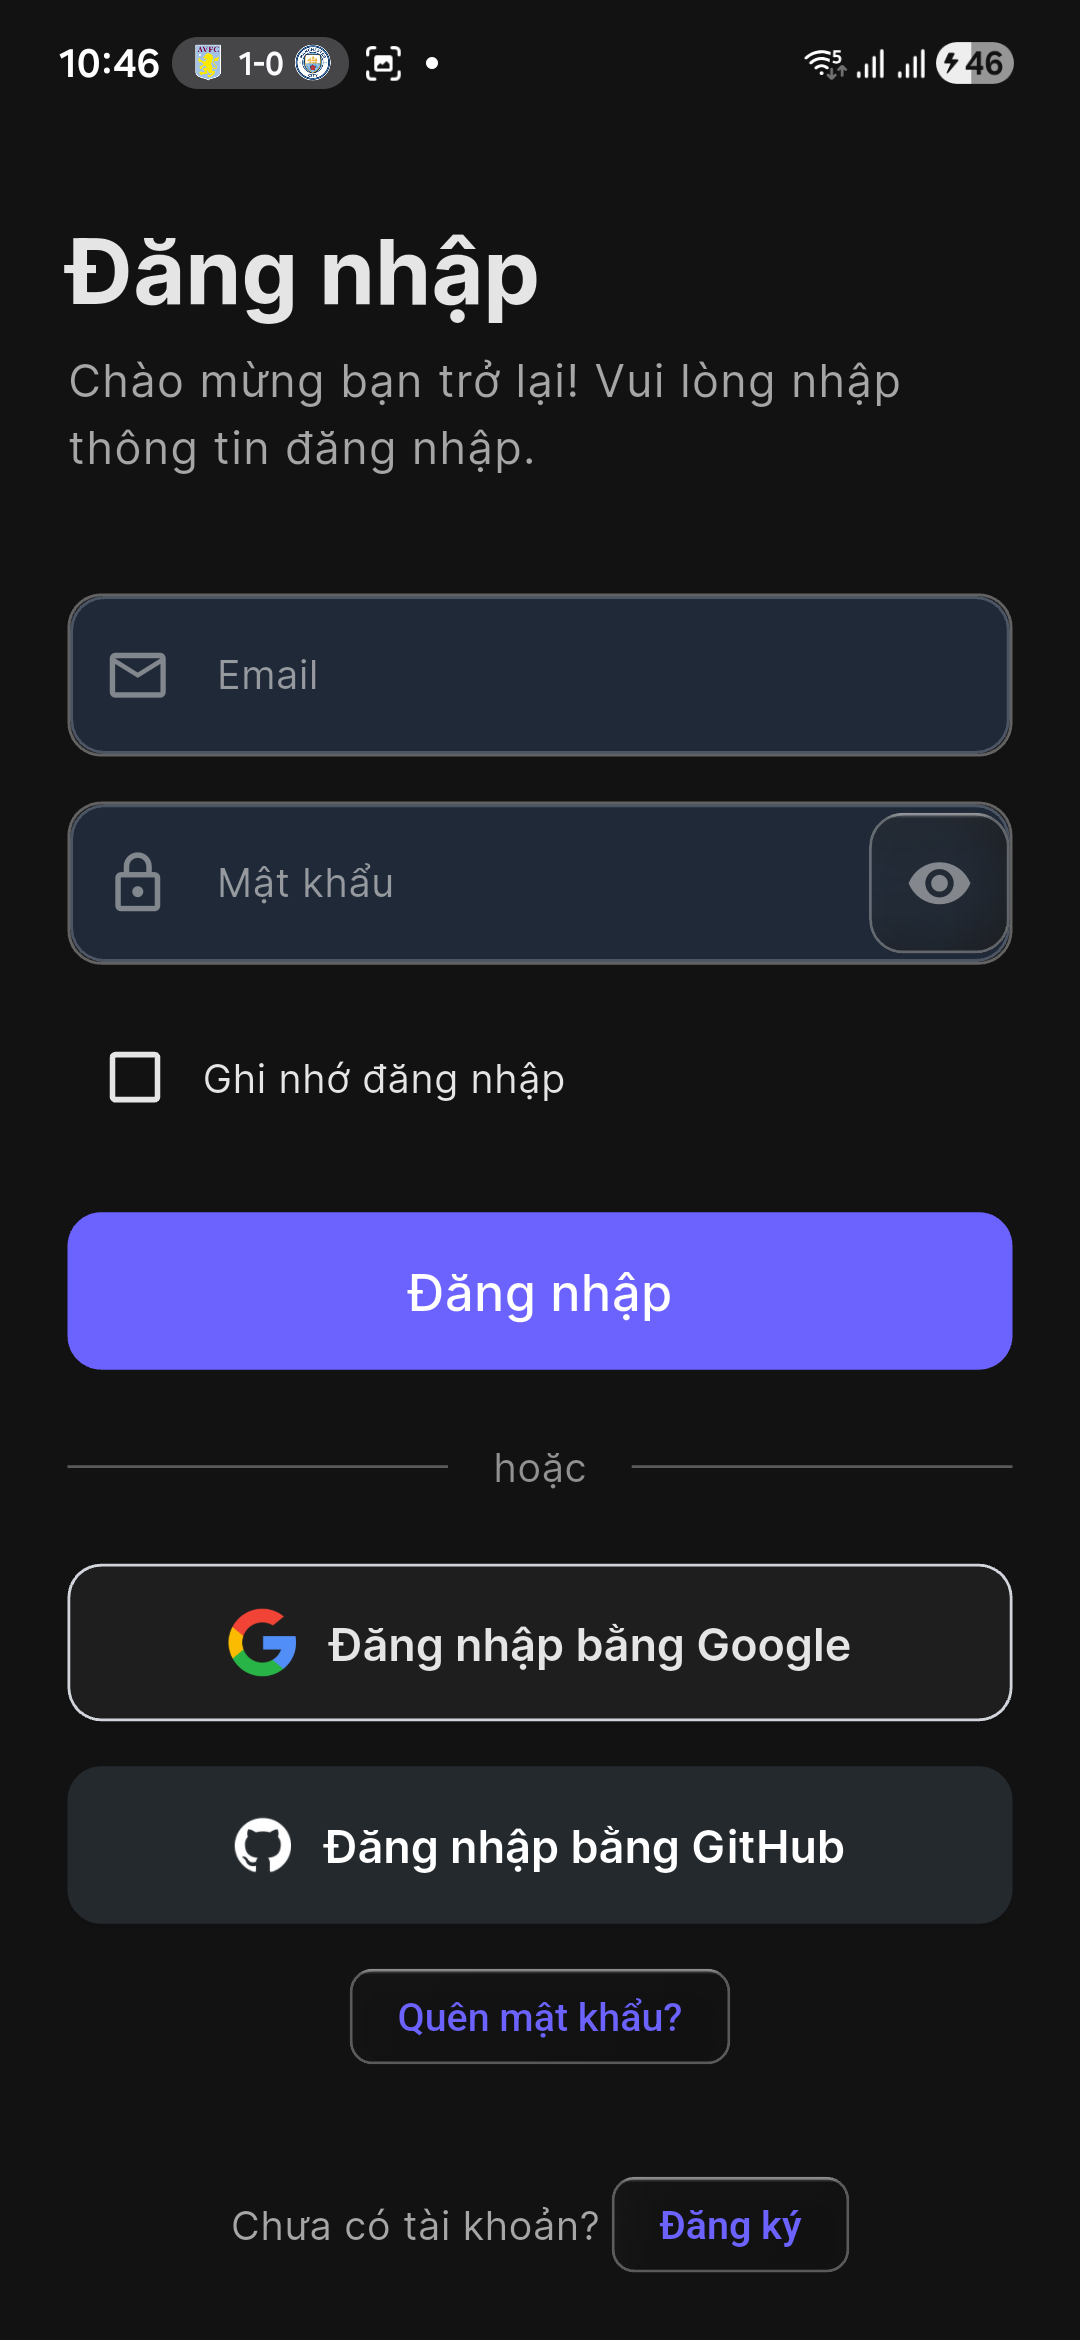 10:46 AVFC 1-0 5 46
Đăng nhập
Chào mừng bạn trở lại! Vui lòng nhập
thông tin đăng nhập.
Email
Mật khẩu
Ghi nhớ đăng nhập
Đăng nhập
hoặc
Đăng nhập bằng Google
Đăng nhập bằng GitHub
Quên mật khẩu?
Chưa có tài khoản? Đăng ký